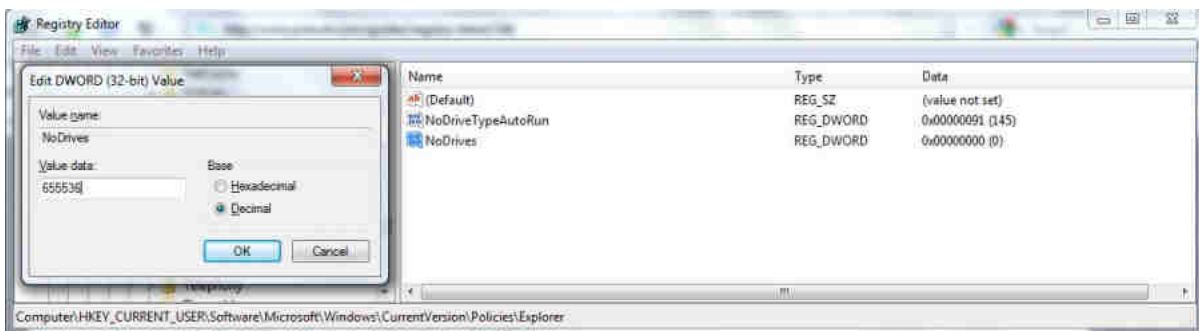 Registry Editor
File Edit View Favorites Help
Edit DWORD (32-bit) Value
Value name:
NoDrives
Value data:
655536
Base
Hexadecimal
Decimal
OK Cancel
Name Type Data
ab (Default) REG_SZ (value not set)
NoDriveTypeAutoRun REG_DWORD 0x00000091 (145)
NoDrives REG_DWORD 0x00000000 (0)
Telephony
Computer\HKEY_CURRENT_USER\Software\Microsoft\Windows\CurrentVersion\Policies\Explorer